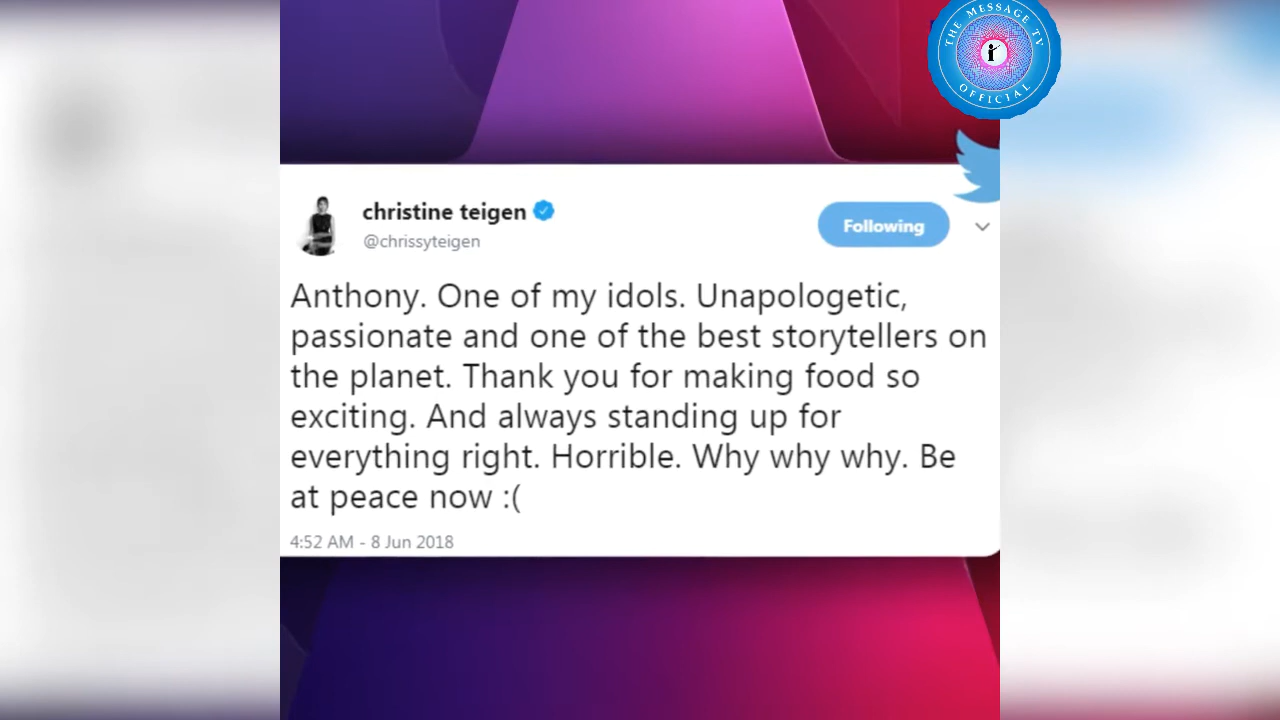 THE MESSAGE TV
OFFICIAL
christine teigen
Following
@chrissyteigen
Anthony. One of my idols. Unapologetic,
passionate and one of the best storytellers on
the planet. Thank you for making food so
exciting. And always standing up for
everything right. Horrible. Why why why. Be
at peace now :(
4:52 AM - 8 Jun 2018